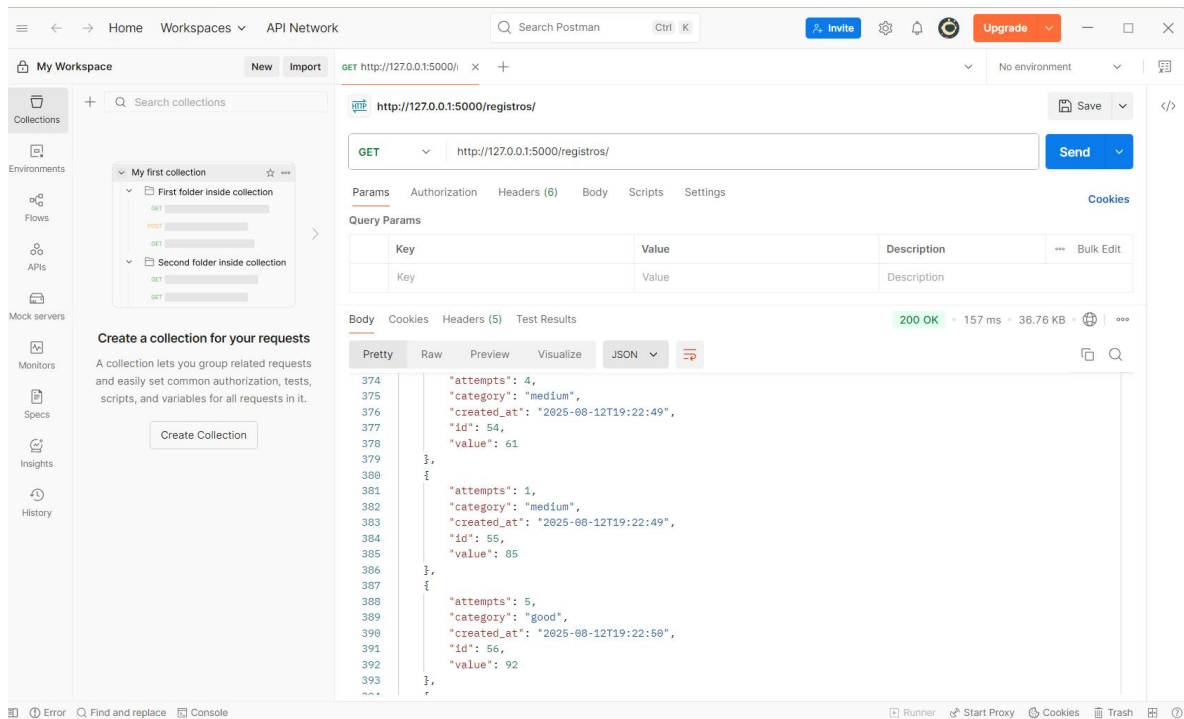 Home Workspaces API Network Search Postman Ctrl K Invite Upgrade
My Workspace New Import GET http://127.0.0.1:5000/ No environment
Collections
Environments
Flows
APIs
Mock servers
Monitors
Specs
Insights
History
Search collections
My first collection
First folder inside collection
GET
POST
GET
Second folder inside collection
GET
GET
Create a collection for your requests
A collection lets you group related requests
and easily set common authorization, tests,
scripts, and variables for all requests in it.
Create Collection
HTTP http://127.0.0.1:5000/registros/ Save </>
GET http://127.0.0.1:5000/registros/ Send
Params Authorization Headers (6) Body Scripts Settings Cookies
Query Params
Key Value Description Bulk Edit
Key Value Description
Body Cookies Headers (5) Test Results 200 OK 157 ms 36.76 KB
Pretty Raw Preview Visualize JSON
374 "attempts": 4,
375 "category": "medium",
376 "created_at": "2025-08-12T19:22:49",
377 "id": 54,
378 "value": 61
379 },
380 {
381 "attempts": 1,
382 "category": "medium",
383 "created_at": "2025-08-12T19:22:49",
384 "id": 55,
385 "value": 85
386 },
387 {
388 "attempts": 5,
389 "category": "good",
390 "created_at": "2025-08-12T19:22:50",
391 "id": 56,
392 "value": 92
393 },
Error Find and replace Console Runner Start Proxy Cookies Trash